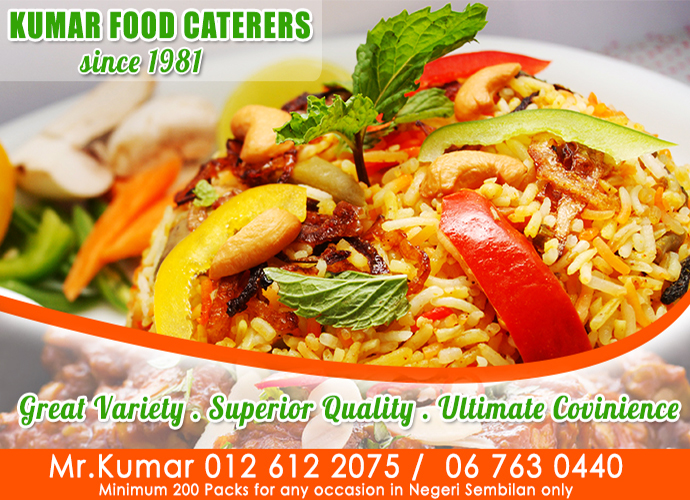 KUMAR FOOD CATERERS
since 1981
Great Variety . Superior Quality . Ultimate Covinience
Mr.Kumar 012 612 2075 / 06 763 0440
Minimum 200 Packs for any occasion in Negeri Sembilan only